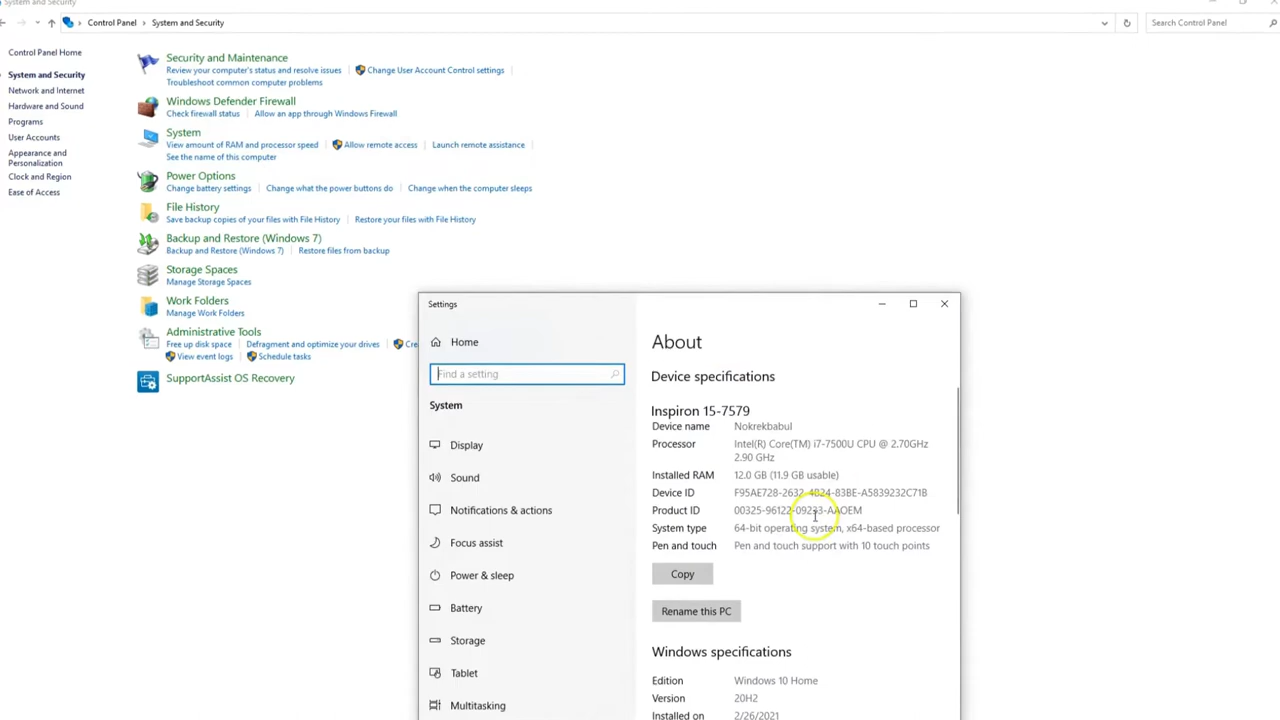 System and Security
Control Panel
System and Security
Search Control Panel
Control Panel Home
System and Security
Network and Internet
Hardware and Sound
Programs
User Accounts
Appearance and
Personalization
Clock and Region
Ease of Access
Security and Maintenance
Review your computer's status and resolve issues
Change User Account Control settings
Troubleshoot common computer problems
Windows Defender Firewall
Check firewall status
Allow an app through Windows Firewall
System
View amount of RAM and processor speed
Allow remote access
Launch remote assistance
See the name of this computer
Power Options
Change battery settings
Change what the power buttons do
Change when the computer sleeps
File History
Save backup copies of your files with File History
Restore your files with File History
Backup and Restore (Windows 7)
Backup and Restore (Windows 7)
Restore files from backup
Storage Spaces
Manage Storage Spaces
Work Folders
Manage Work Folders
Administrative Tools
Free up disk space
Defragment and optimize your drives
Cre
View event logs
Schedule tasks
SupportAssist OS Recovery
Settings
Home
Find a setting
System
Display
Sound
Notifications & actions
Focus assist
Power & sleep
Battery
Storage
Tablet
Multitasking
About
Device specifications
Inspiron 15-7579
Device name Nokrekbabul
Processor Intel(R) Core(TM) i7-7500U CPU @ 2.70GHz
2.90 GHz
Installed RAM 12.0 GB (11.9 GB usable)
Device ID F95AE728-2632-4B24-83BE-A5839232C71B
Product ID 00325-96122-09233-AAOEM
System type 64-bit operating system, x64-based processor
Pen and touch Pen and touch support with 10 touch points
Copy
Rename this PC
Windows specifications
Edition Windows 10 Home
Version 20H2
Installed on 2/26/2021